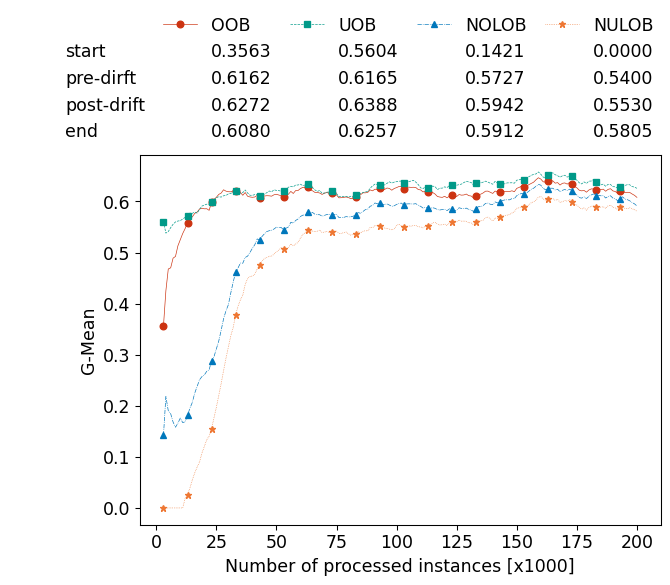 OOB UOB NOLOB NULOB
start 0.3563 0.5604 0.1421 0.0000
pre-dirft 0.6162 0.6165 0.5727 0.5400
post-drift 0.6272 0.6388 0.5942 0.5530
end 0.6080 0.6257 0.5912 0.5805
0.6
0.5
0.4
0.3
0.2
0.1
0.0
G-Mean
0 25 50 75 100 125 150 175 200
Number of processed instances [x1000]